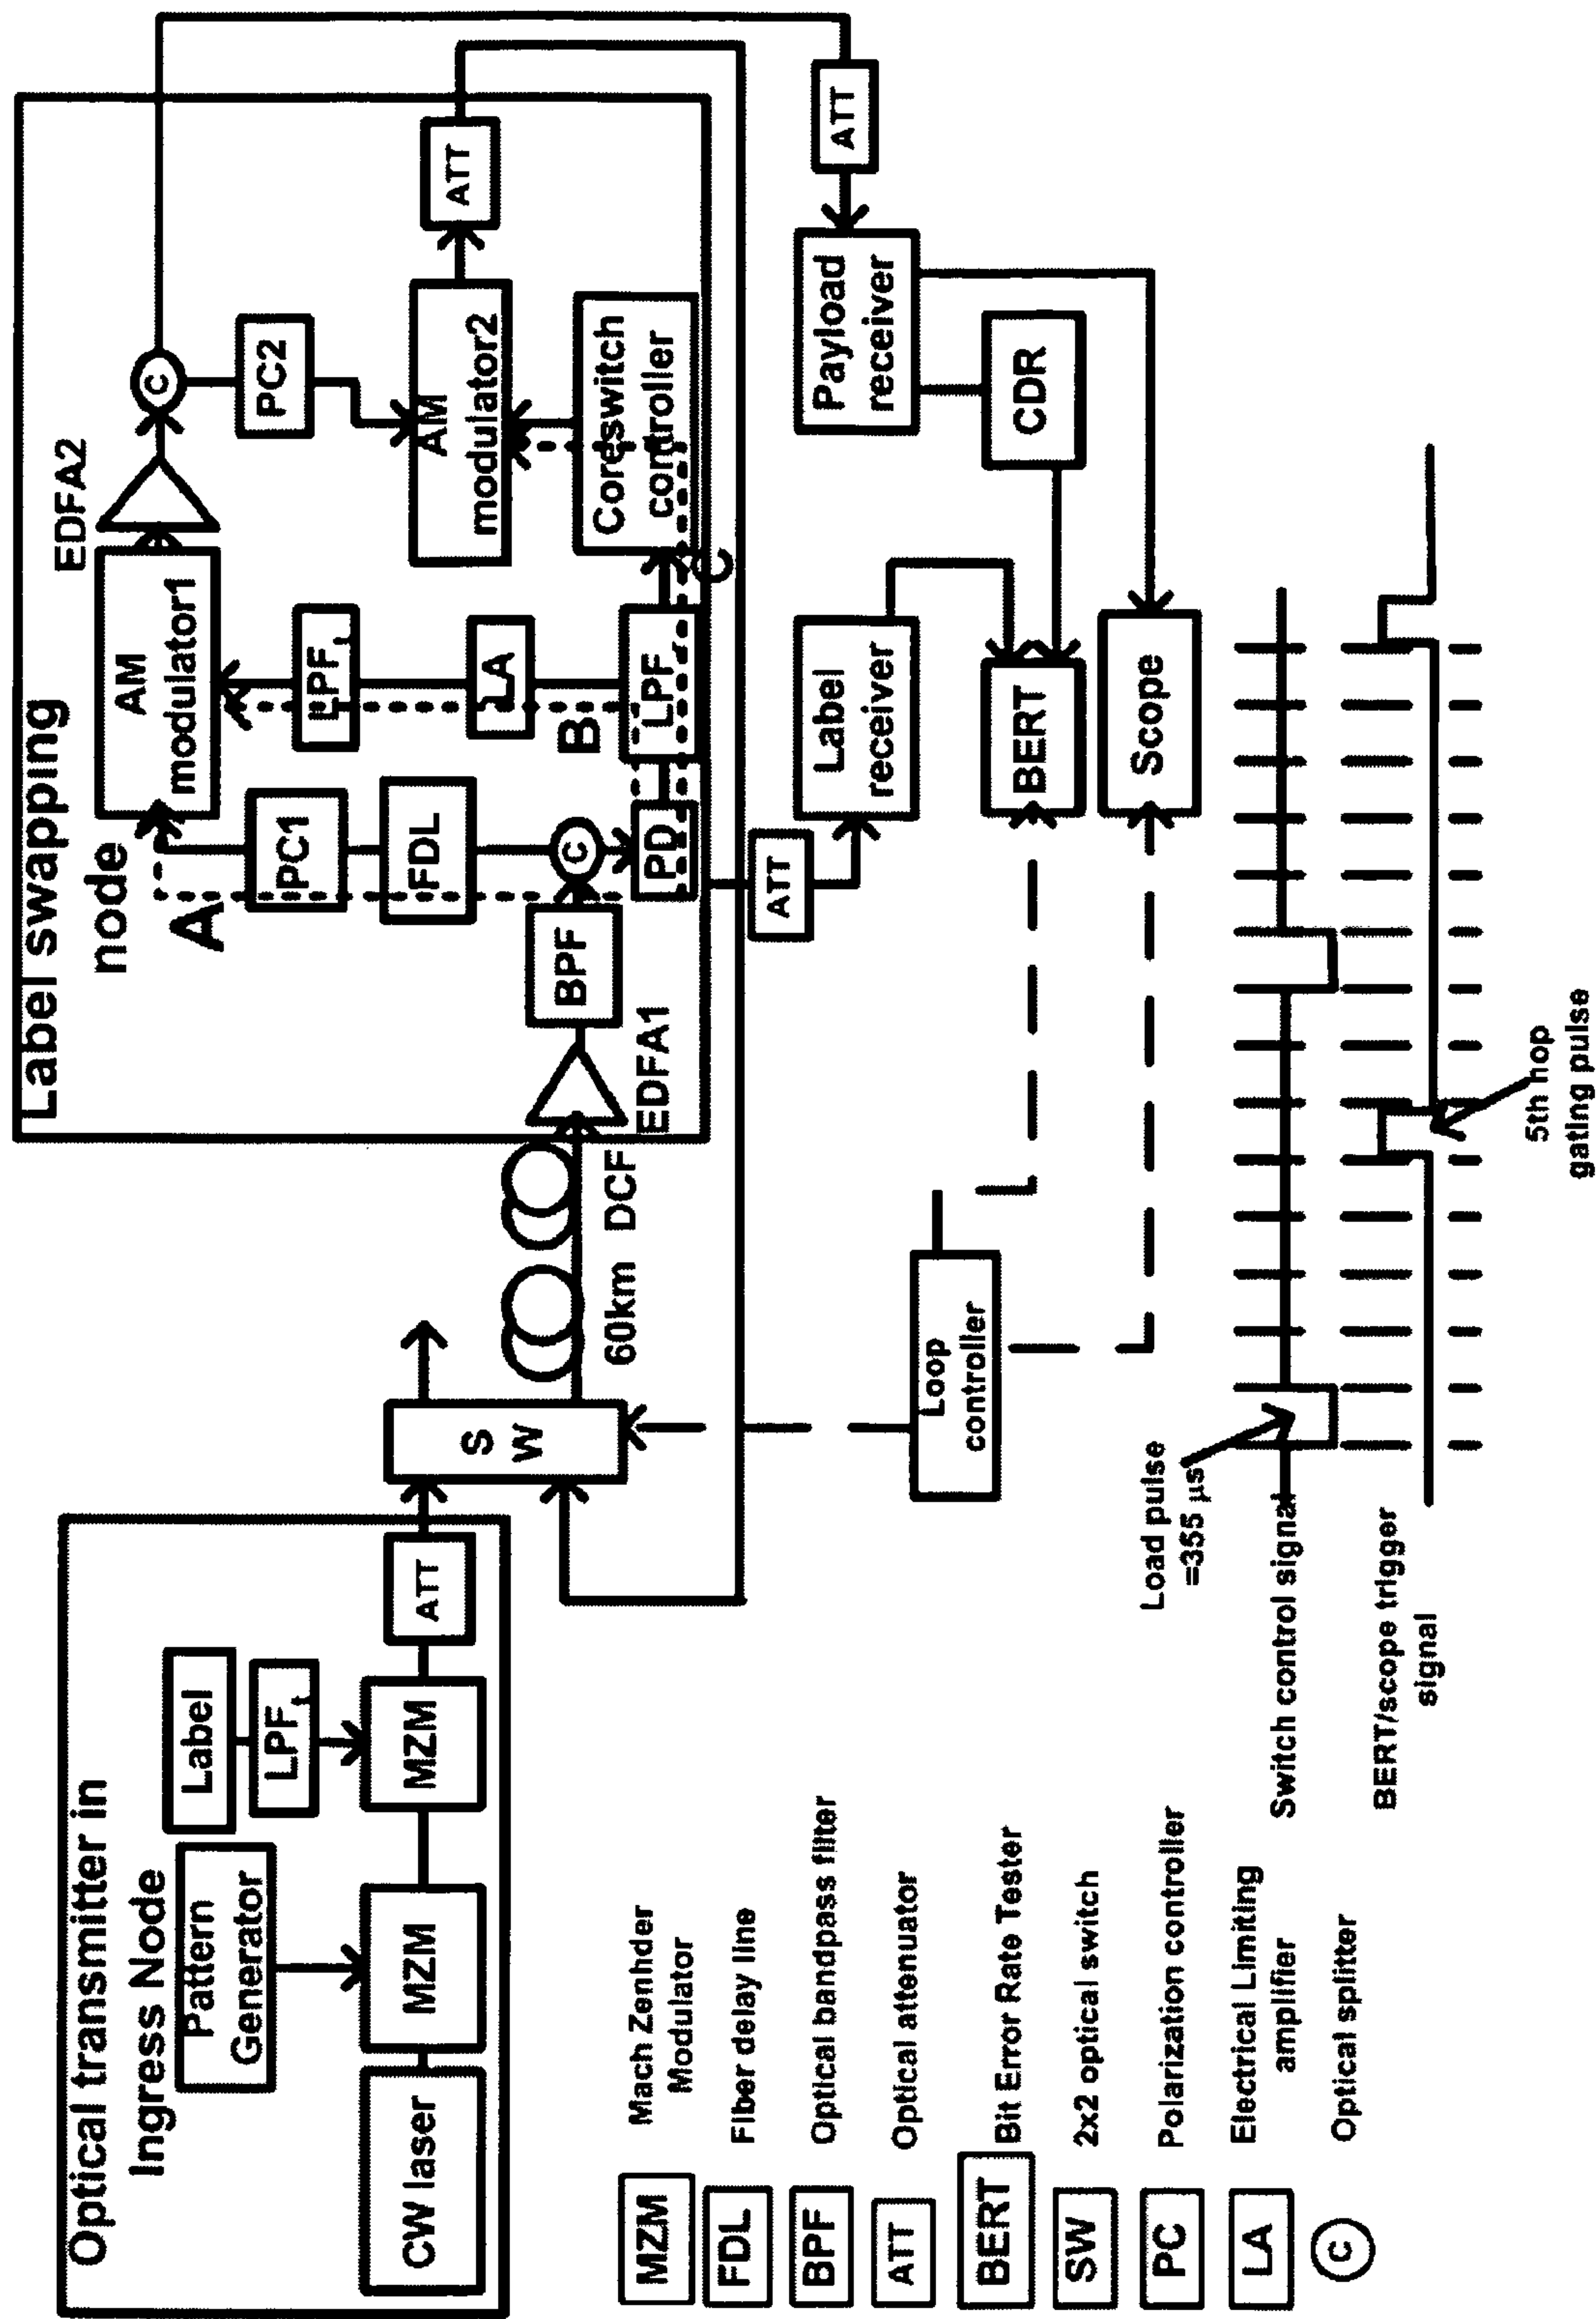 Optical transmitter in
Ingress Node
Pattern
Generator
Label
LPFt
CW laser
MZM
MZM
ATT
S
W
60km DCF
Label swapping
node
EDFA1
BPF
C
A
FDL
PC1
PD
AM
modulator1
LPFt
LA
B
LPF
EDFA2
C
PC2
AM
modulator2
Coreswitch
controller
C
ATT
ATT
ATT
Label
receiver
Payload
receiver
CDR
BERT
Scope
Loop
controller
MZM
Mach Zenhder
Modulator
FDL
Fiber delay line
BPF
Optical bandpass filter
ATT
Optical attenuator
BERT
Bit Error Rate Tester
SW
2x2 optical switch
PC
Polarization controller
LA
Electrical Limiting
amplifier
C
Optical splitter
Load pulse
=355 μs
Switch control signal
BERT/scope trigger
signal
5th hop
gating pulse